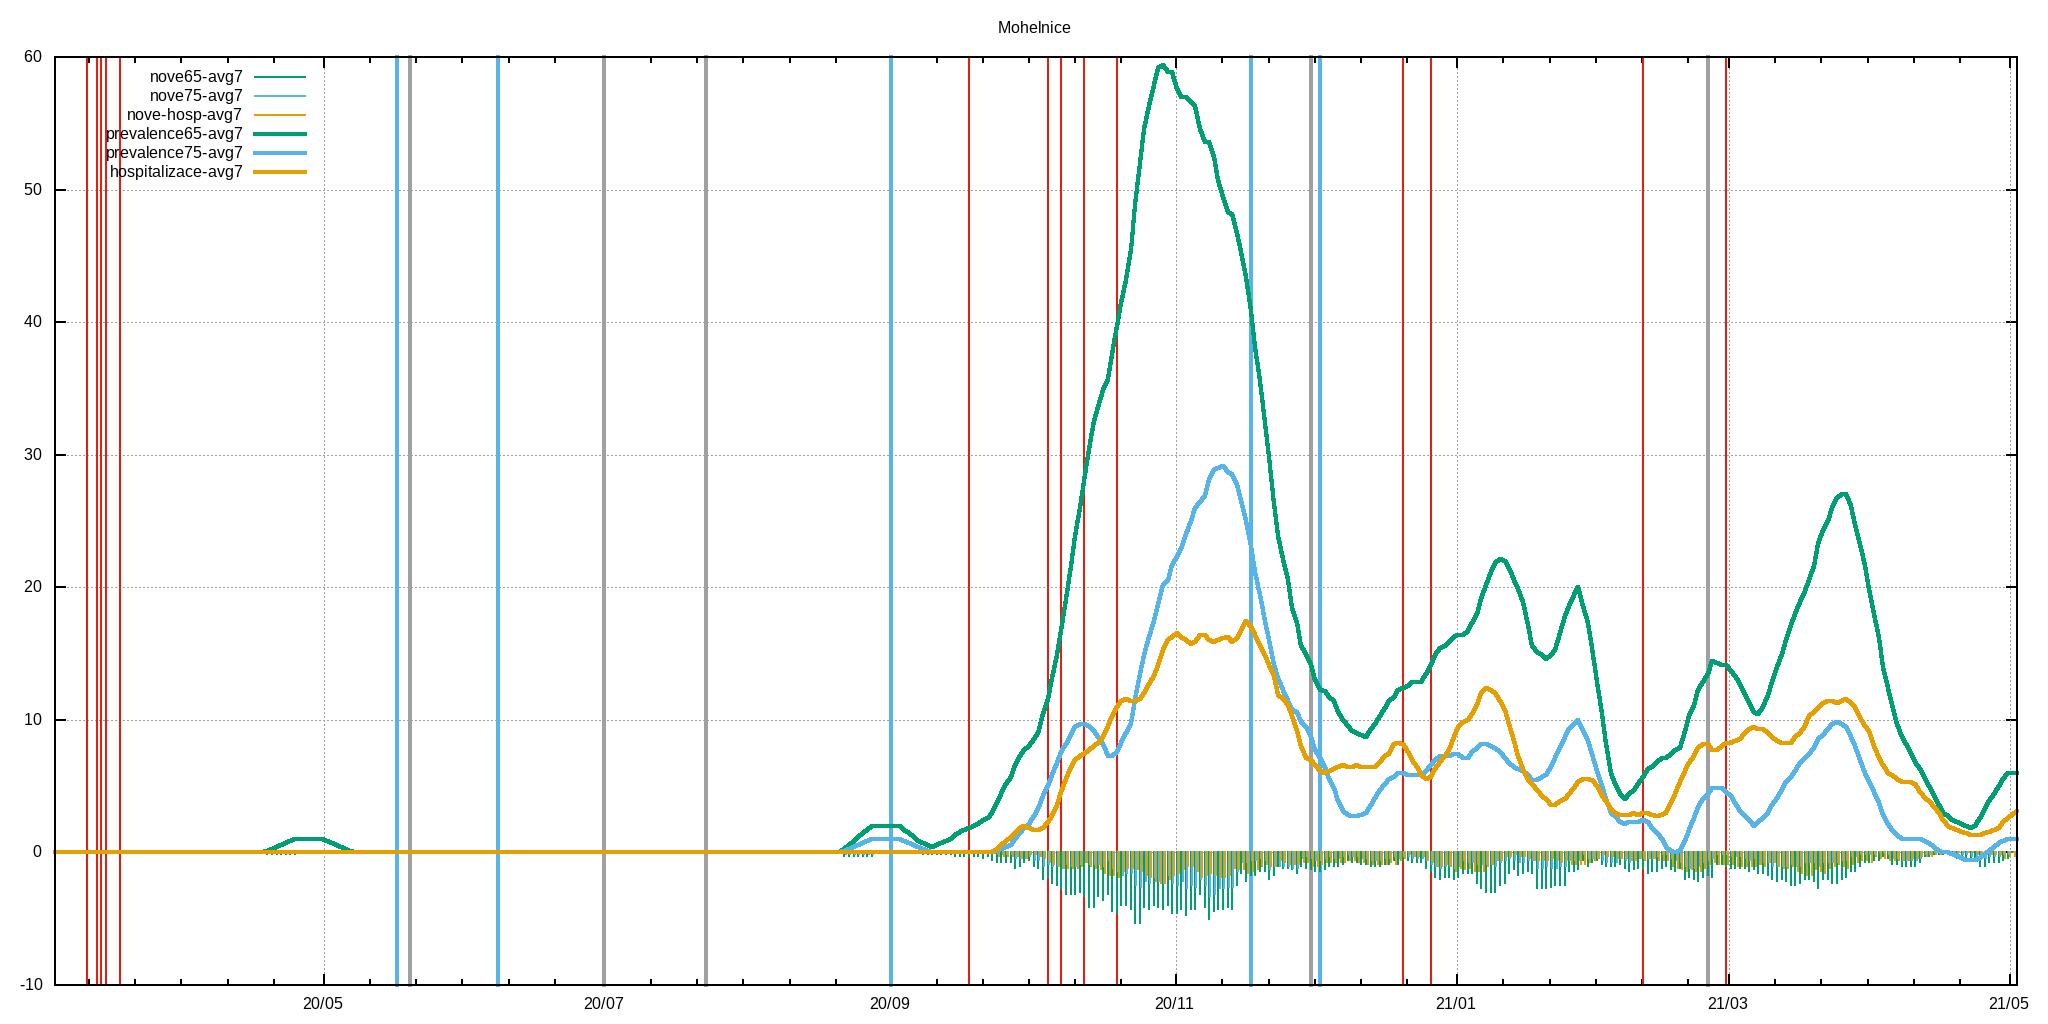 Mohelnice
60
50
40
30
20
10
0
-10
nove65-avg7
nove75-avg7
nove-hosp-avg7
prevalence65-avg7
prevalence75-avg7
hospitalizace-avg7
20/05 20/07 20/09 20/11 21/01 21/03 21/05